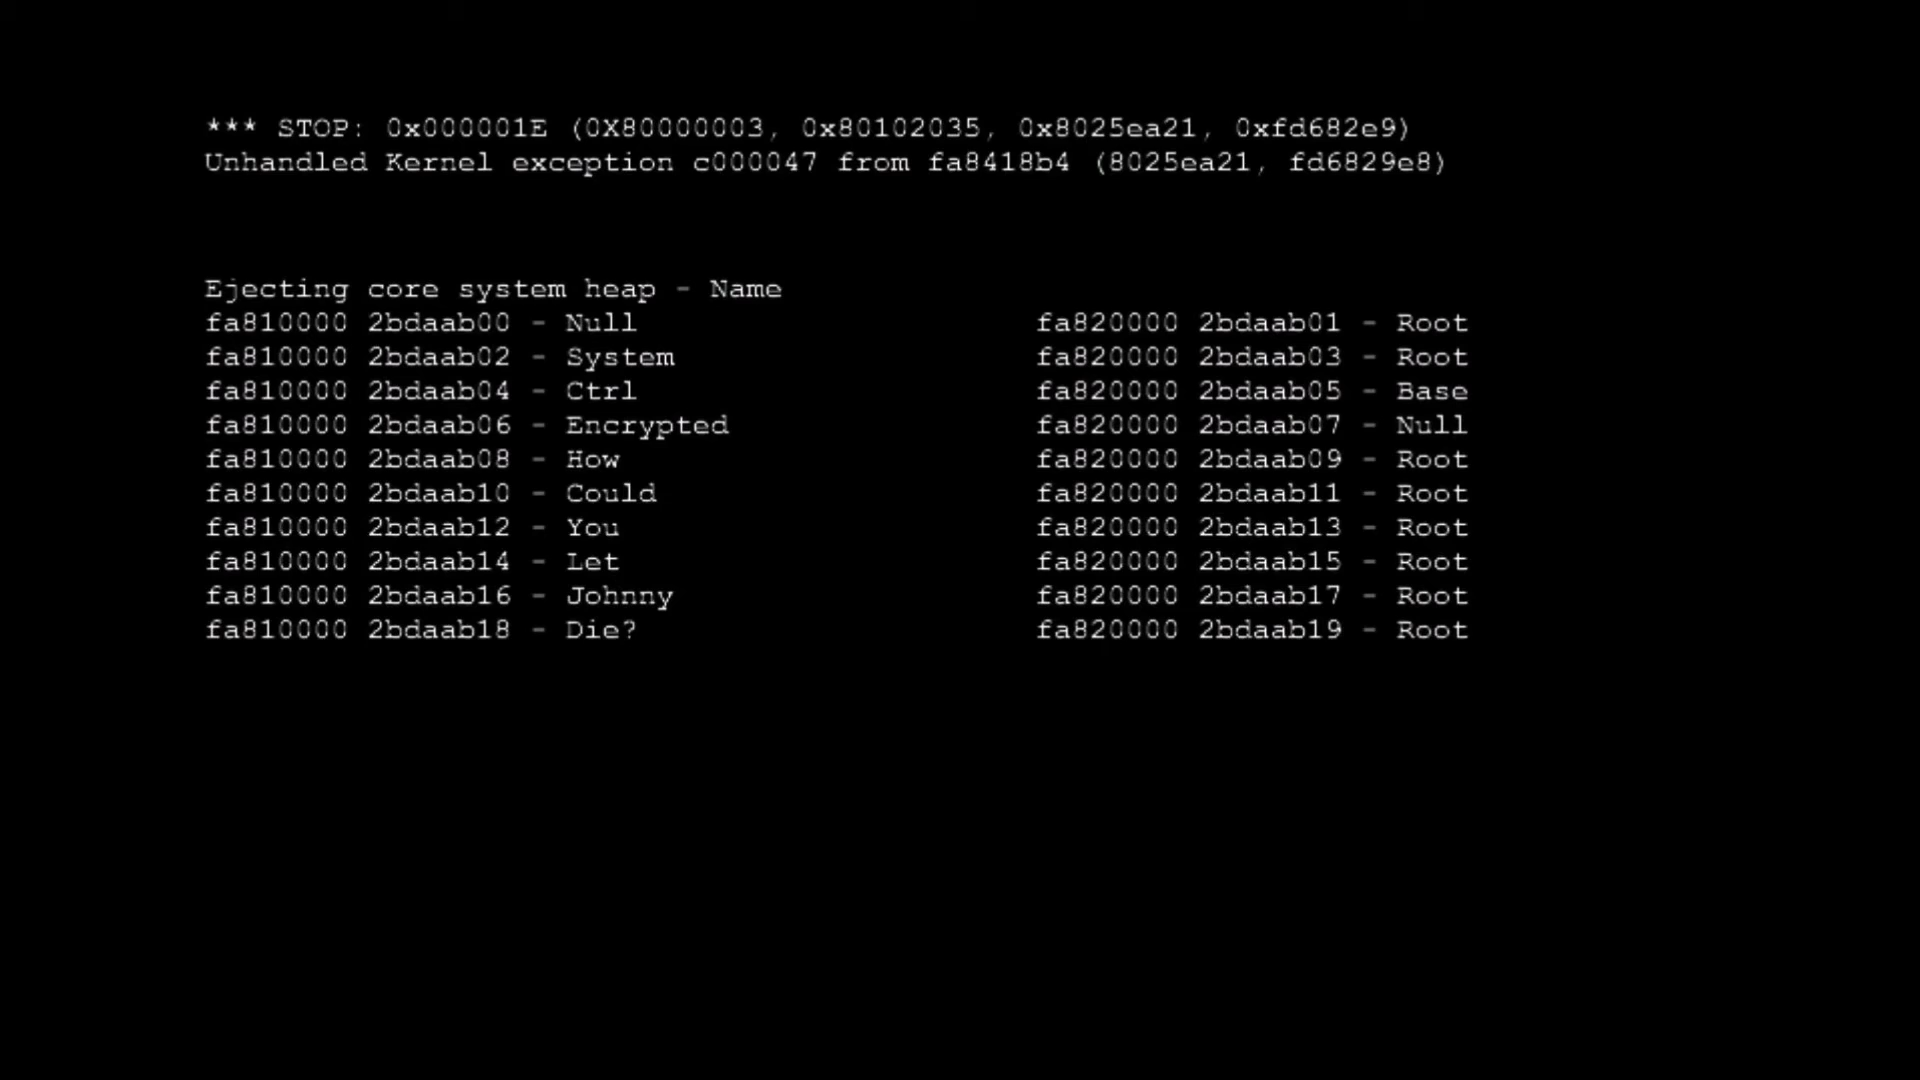 *** STOP: 0x000001E (0X80000003, 0x80102035, 0x8025ea21, 0xfd682e9)
Unhandled Kernel exception c000047 from fa8418b4 (8025ea21, fd6829e8)
Ejecting core system heap - Name
fa810000 2bdaab00 - Null fa820000 2bdaab01 - Root
fa810000 2bdaab02 - System fa820000 2bdaab03 - Root
fa810000 2bdaab04 - Ctrl fa820000 2bdaab05 - Base
fa810000 2bdaab06 - Encrypted fa820000 2bdaab07 - Null
fa810000 2bdaab08 - How fa820000 2bdaab09 - Root
fa810000 2bdaab10 - Could fa820000 2bdaab11 - Root
fa810000 2bdaab12 - You fa820000 2bdaab13 - Root
fa810000 2bdaab14 - Let fa820000 2bdaab15 - Root
fa810000 2bdaab16 - Johnny fa820000 2bdaab17 - Root
fa810000 2bdaab18 - Die? fa820000 2bdaab19 - Root